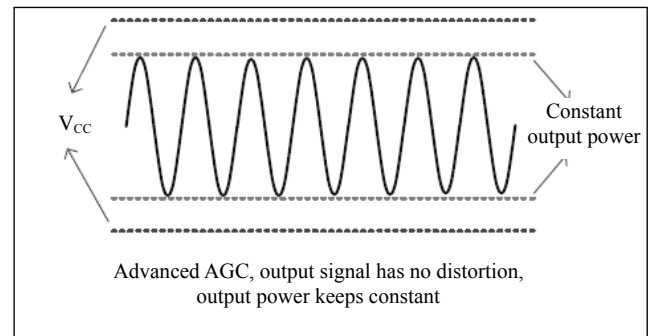 V_CC
Constant
output power
Advanced AGC, output signal has no distortion,
output power keeps constant